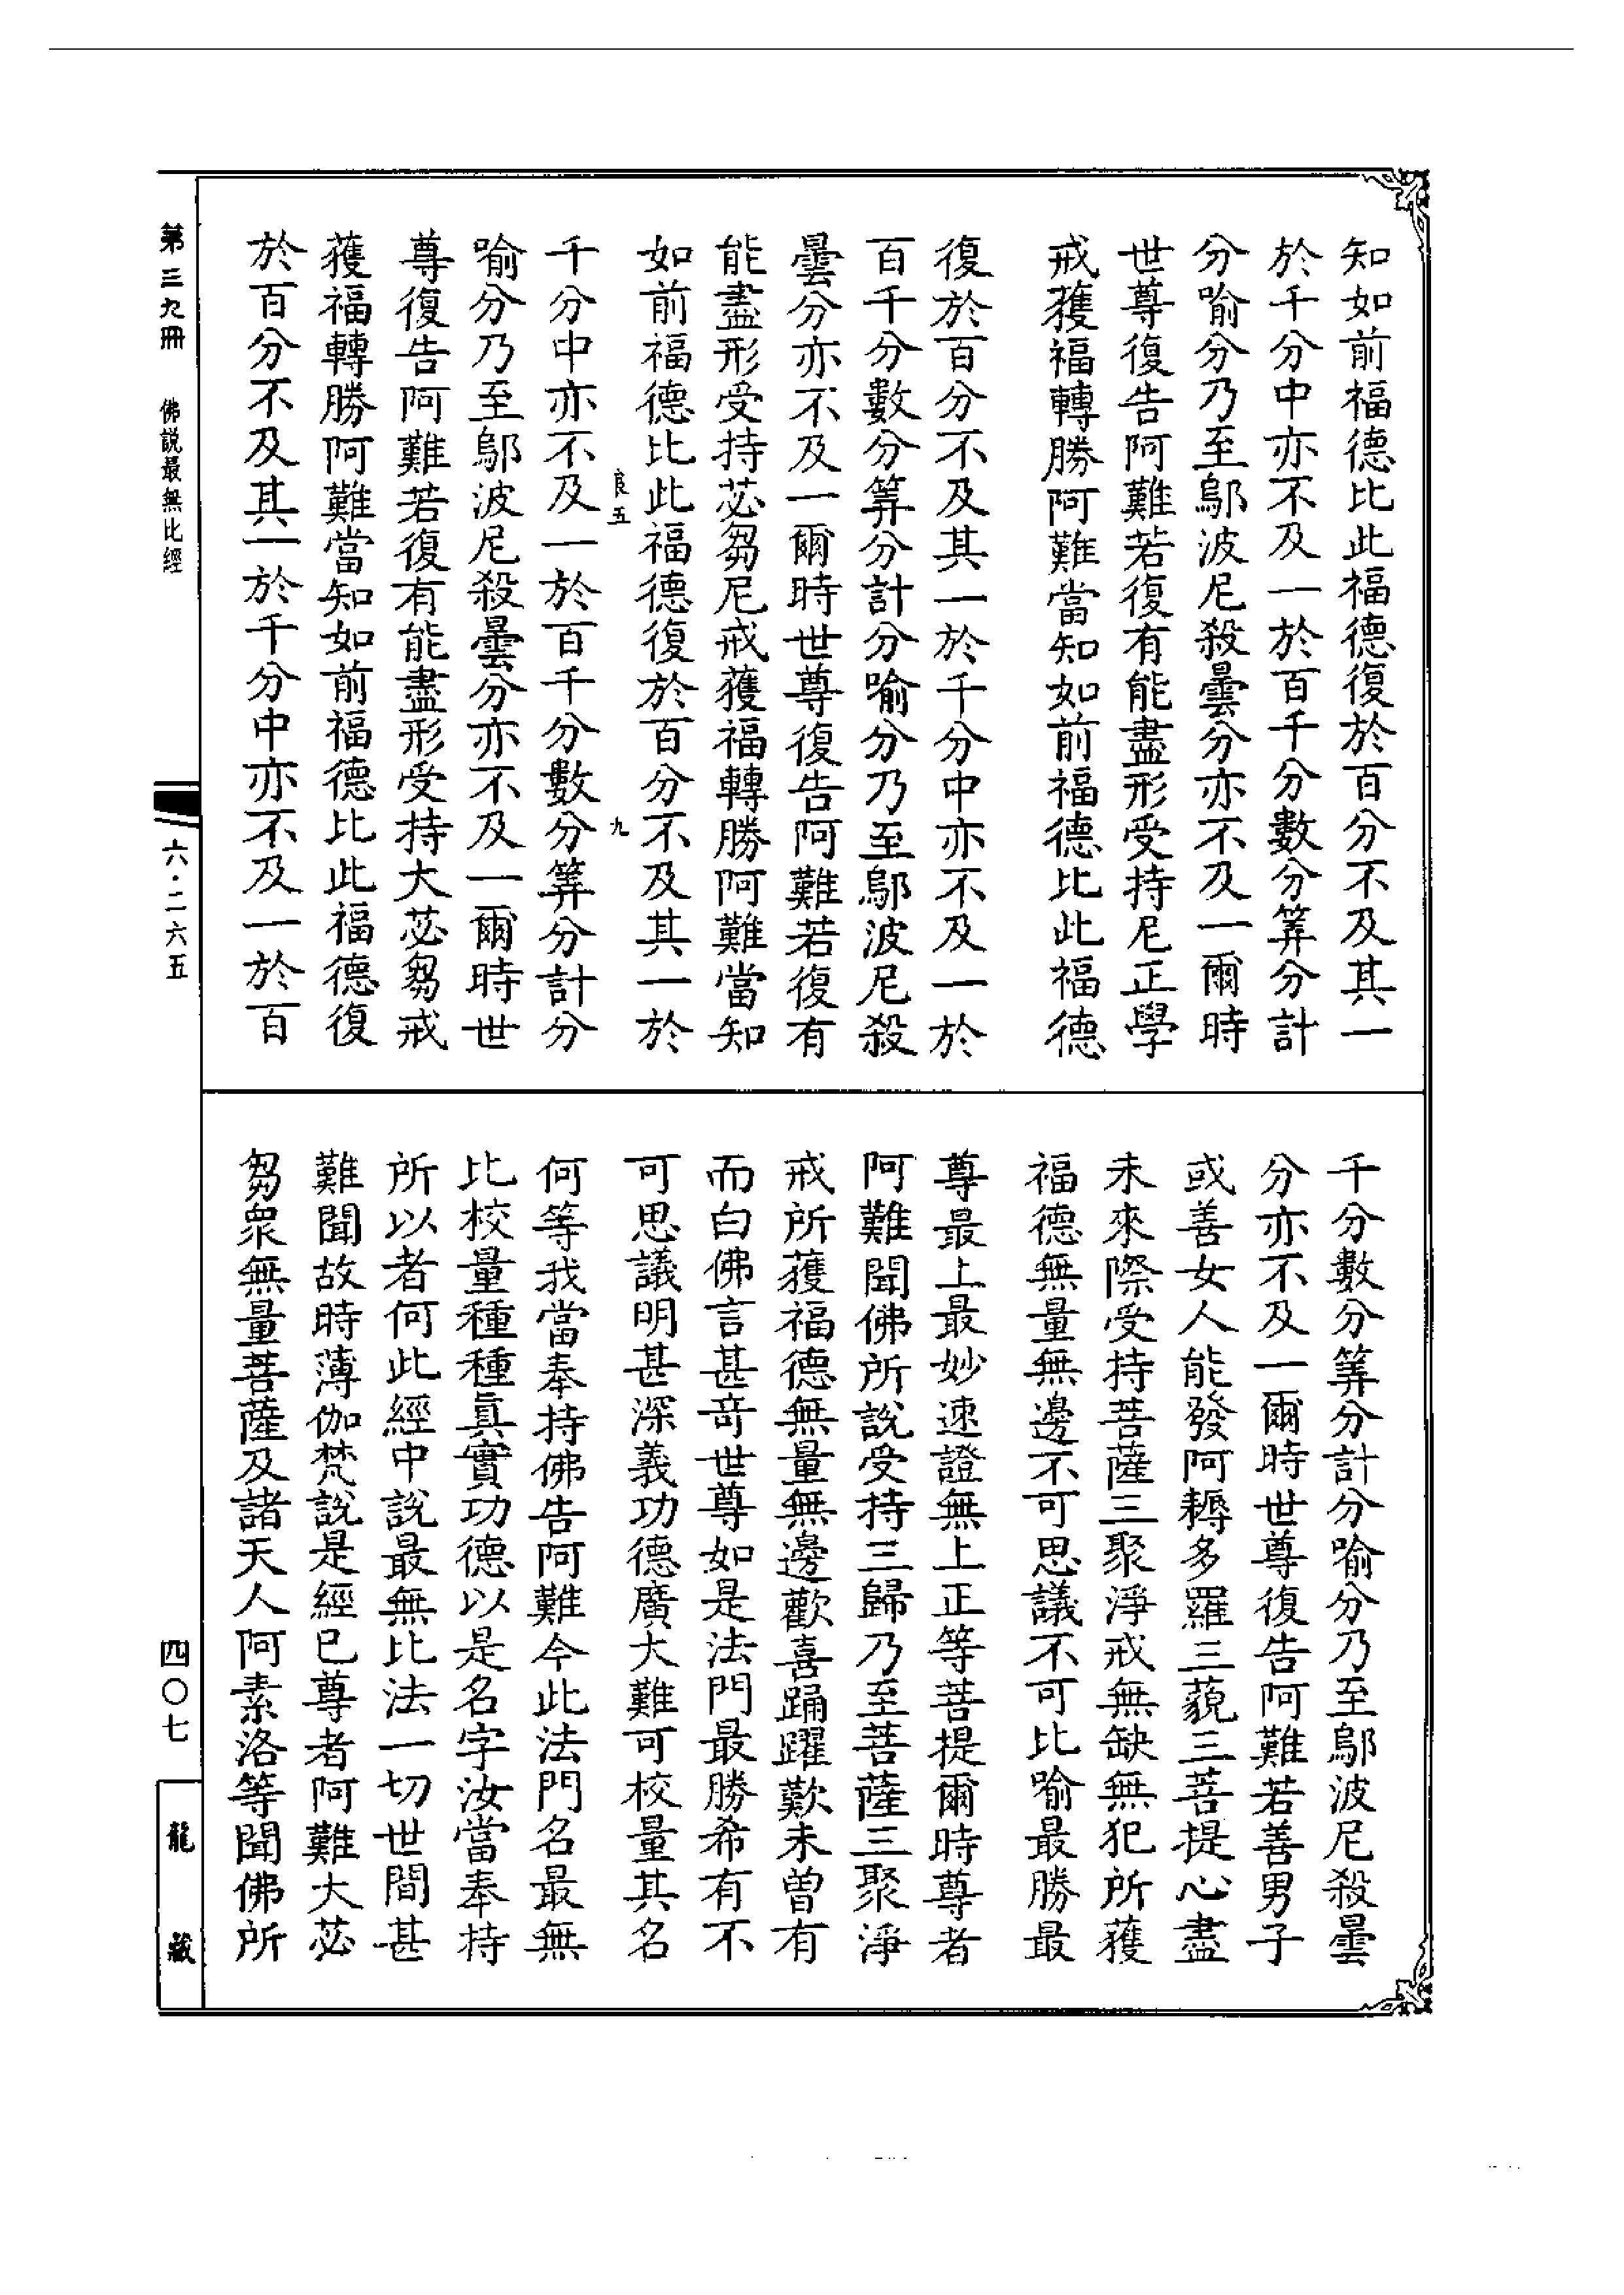 知如前福德比此福德復於百分不及其一
於千分中亦不及一於百千分數分筭分計
分喻分乃至鄔波尼殺曇分亦不及一爾時
世尊復告阿難若復有能盡形受持尼正學
戒獲福轉勝阿難當知如前福德比此福德
復於百分不及其一於千分中亦不及一於
百千分數分筭分計分喻分乃至鄔波尼殺
曇分亦不及一爾時世尊復告阿難若復有
能盡形受持苾芻尼戒獲福轉勝阿難當知
如前福德比此福德復於百分不及其一於
五 九
千分中亦不及一於百千分數分筭分計分
喻分乃至鄔波尼殺曇分亦不及一爾時世
尊復告阿難若復有能盡形受持大苾芻戒
獲福轉勝阿難當知如前福德比此福德復
於百分不及其一於千分中亦不及一於百
千分數分筭分計分喻分乃至鄔波尼殺曇
分亦不及一爾時世尊復告阿難若善男子
或善女人能發阿耨多羅三藐三菩提心盡
未來際受持菩薩三聚淨戒無缺無犯所獲
福德無量無邊不可思議不可比喻最勝最
尊最上最妙速證無上正等菩提爾時尊者
阿難聞佛所說受持三歸乃至菩薩三聚淨
戒所獲福德無量無邊歡喜踊躍歎未曾有
而白佛言甚奇世尊如是法門最勝希有不
可思議明甚深義功德廣大難可校量其名
何等我當奉持佛告阿難今此法門名最無
比校量種種真實功德以是名字汝當奉持
所以者何此經中說最無比法一切世間甚
難聞故時薄伽梵說是經已尊者阿難大苾
芻眾無量菩薩及諸天人阿素洛等聞佛所
第三九冊 佛說最無比經
六·二六五
四〇七
龍藏